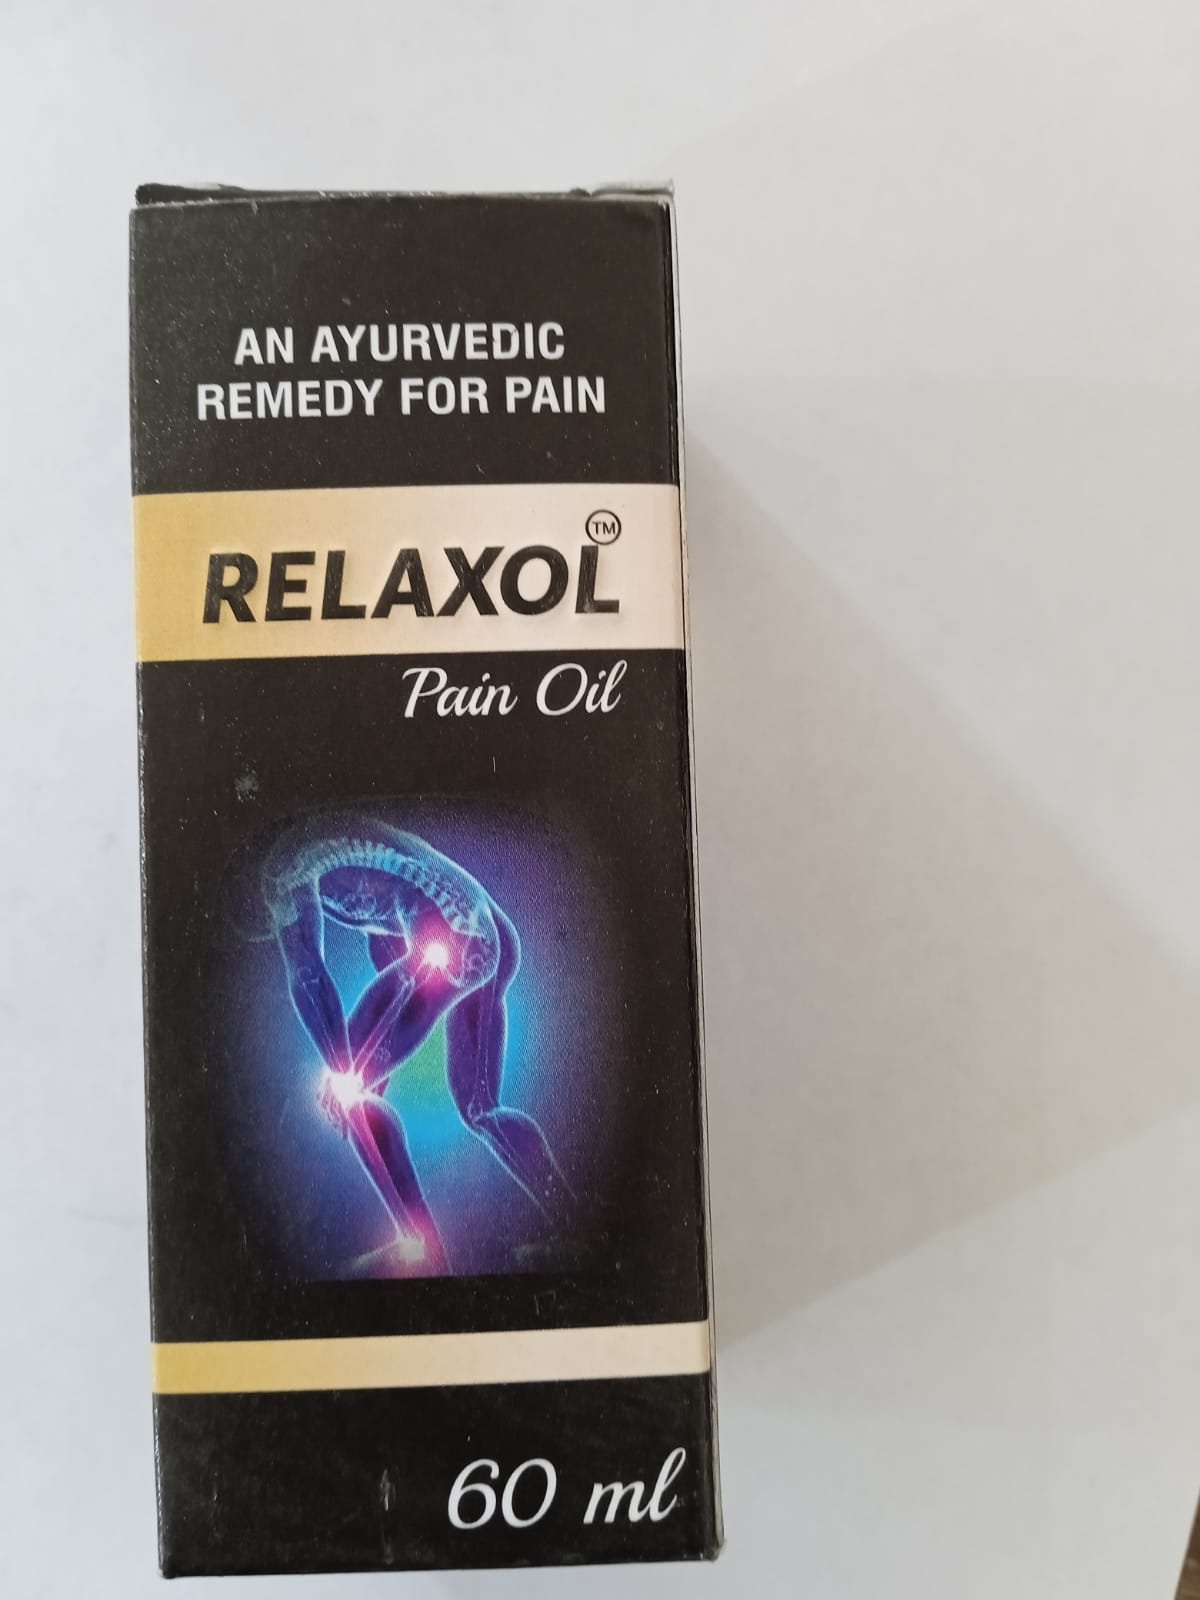 AN AYURVEDIC
REMEDY FOR PAIN
RELAXOL™
Pain Oil
60 ml